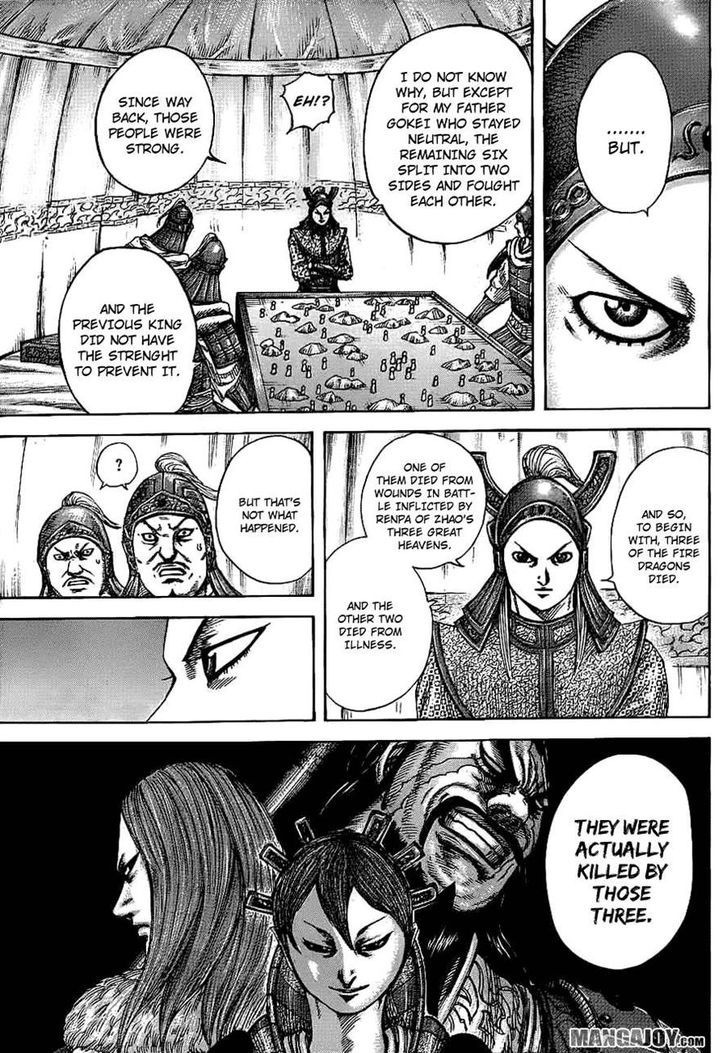 .......
BUT.
I DO NOT KNOW
WHY, BUT EXCEPT
FOR MY FATHER
GOKEI WHO STAYED
NEUTRAL, THE
REMAINING SIX
SPLIT INTO TWO
SIDES AND FOUGHT
EACH OTHER.
EH!?
SINCE WAY
BACK, THOSE
PEOPLE WERE
STRONG.
AND THE
PREVIOUS KING
DID NOT HAVE
THE STRENGHT
TO PREVENT IT.
AND SO,
TO BEGIN
WITH, THREE
OF THE FIRE
DRAGONS
DIED.
ONE OF
THEM DIED FROM
WOUNDS IN BATT-
LE INFLICTED BY
RENPA OF ZHAO'S
THREE GREAT
HEAVENS.
AND THE
OTHER TWO
DIED FROM
ILLNESS.
BUT THAT'S
NOT WHAT
HAPPENED.
?
THEY WERE
ACTUALLY
KILLED BY
THOSE
THREE.
MANGAJOY.COM